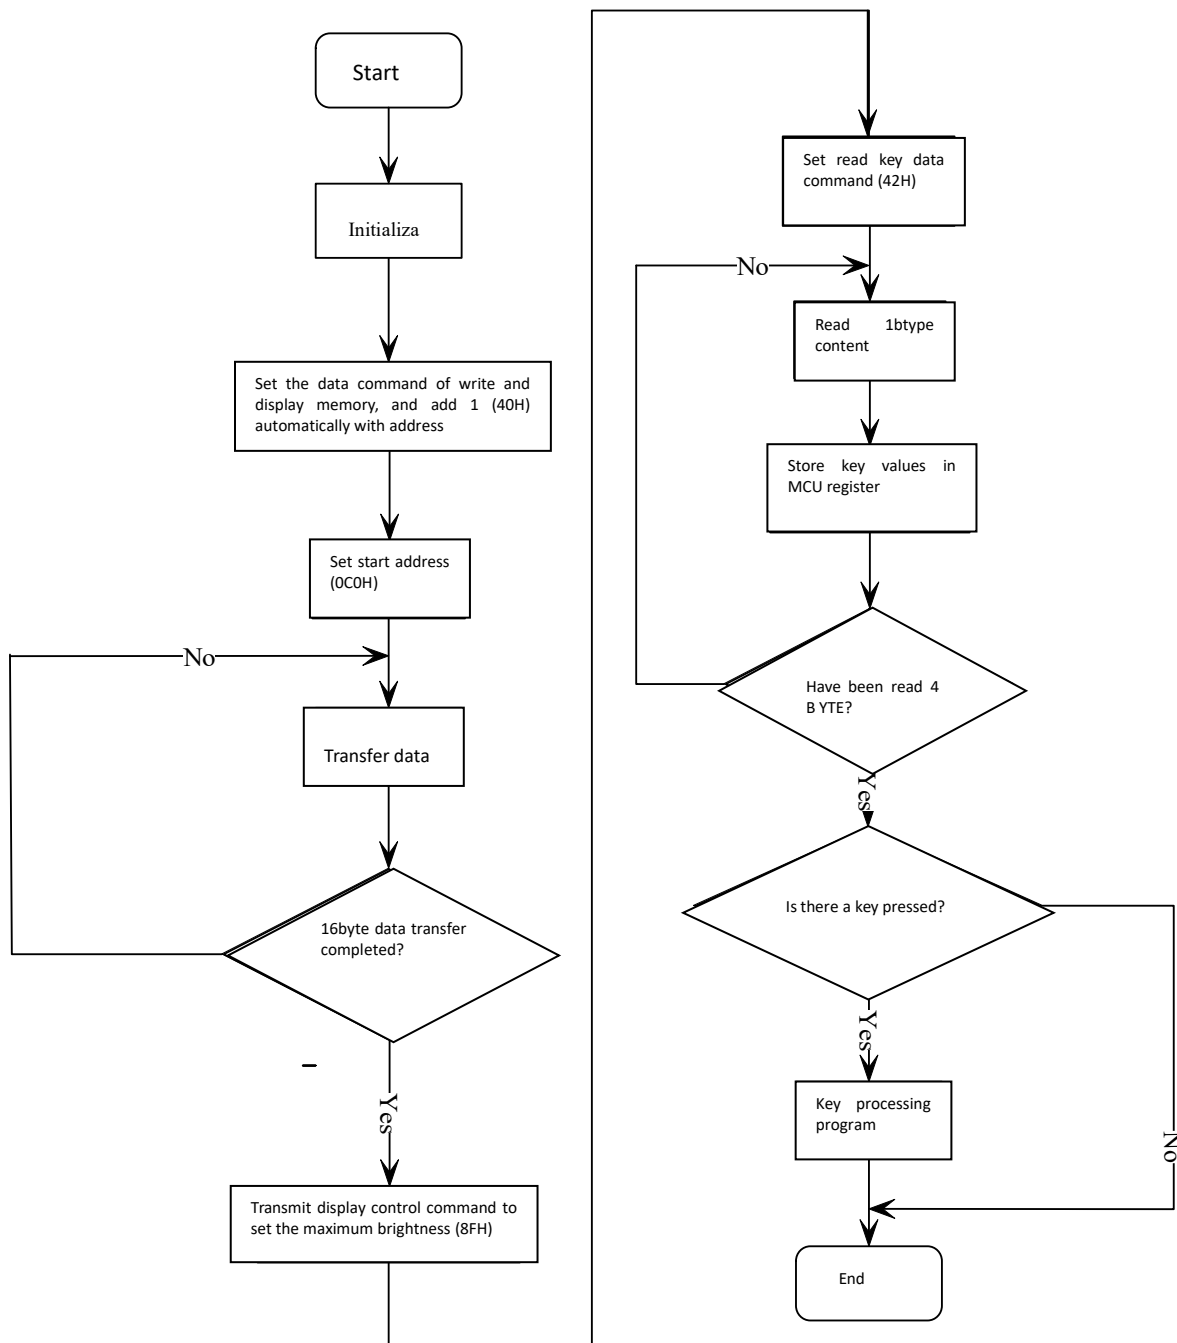 Start
Initializa
Set the data command of write and
display memory, and add 1 (40H)
automatically with address
Set start address
(0C0H)
No
Transfer data
16byte data transfer
completed?
Yes
Transmit display control command to
set the maximum brightness (8FH)
Set read key data
command (42H)
No
Read 1btype
content
Store key values in
MCU register
Have been read 4
B YTE?
Yes
Is there a key pressed?
Yes
No
Key processing
program
End